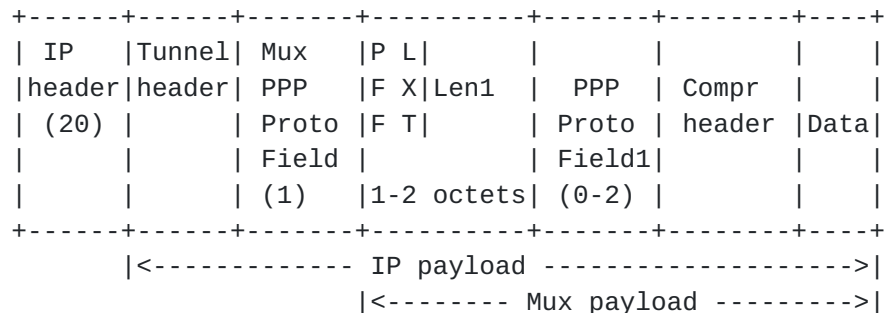 +------+------+-------+----------+-------+--------+----+
| IP   |Tunnel| Mux   |P L|      |       |        |    |
|header|header| PPP   |F X|Len1  |  PPP  | Compr  |    |
| (20) |      | Proto |F T|      | Proto | header |Data|
|      |      | Field |          | Field1|        |    |
|      |      | (1)   |1-2 octets| (0-2) |        |    |
+------+------+-------+----------+-------+--------+----+
       |<------------- IP payload -------------------->|
                      |<-------- Mux payload --------->|